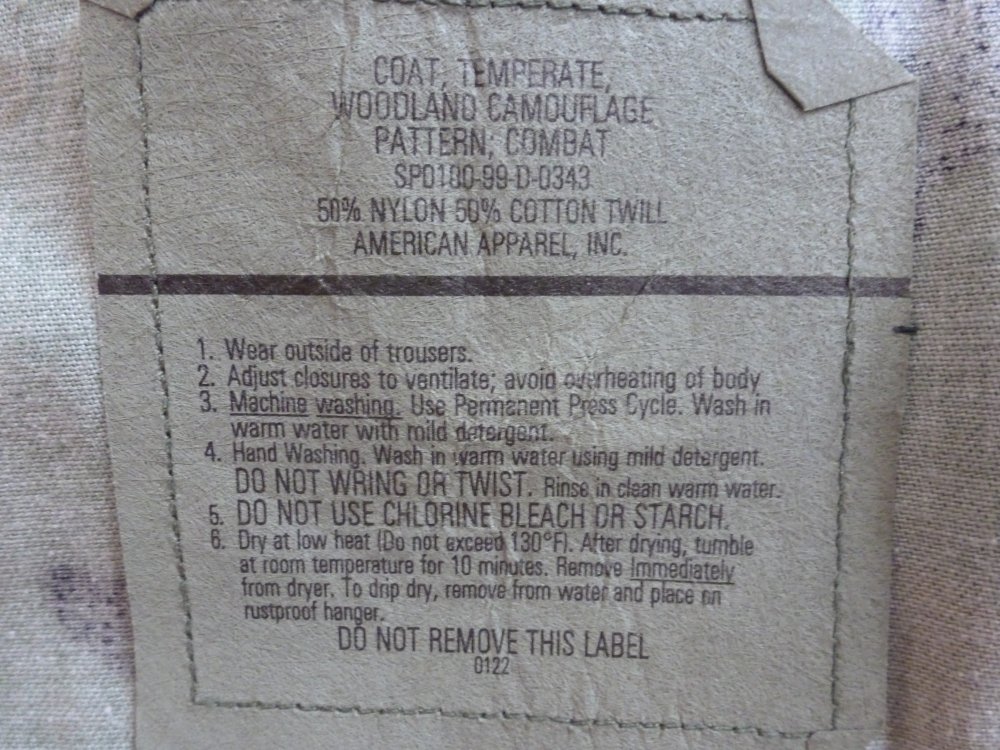 COAT, TEMPERATE,
WOODLAND CAMOUFLAGE
PATTERN; COMBAT
SP0100-99-D-0343
50% NYLON 50% COTTON TWILL
AMERICAN APPAREL, INC.
1. Wear outside of trousers.
2. Adjust closures to ventilate; avoid overheating of body
3. Machine washing. Use Permanent Press Cycle. Wash in
warm water with mild detergent.
4. Hand Washing. Wash in warm water using mild detergent.
DO NOT WRING OR TWIST. Rinse in clean warm water.
5. DO NOT USE CHLORINE BLEACH OR STARCH.
6. Dry at low heat (Do not exceed 130°F). After drying, tumble
at room temperature for 10 minutes. Remove Immediately
from dryer. To drip dry, remove from water and place on
rustproof hanger.
DO NOT REMOVE THIS LABEL
0122